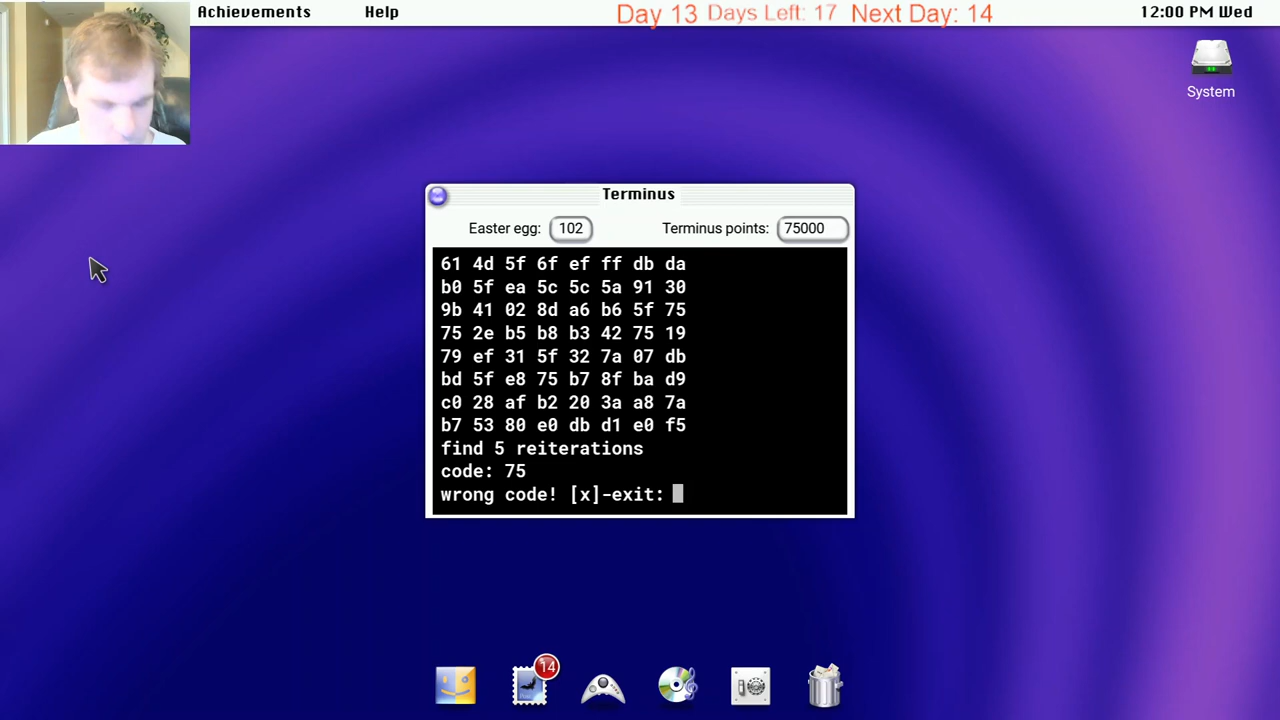 Achievements Help Day 13 Days Left: 17 Next Day: 14 12:00 PM Wed
System
Terminus
Easter egg: 102 Terminus points: 75000
61 4d 5f 6f ef ff db da
b0 5f ea 5c 5c 5a 91 30
9b 41 02 8d a6 b6 5f 75
75 2e b5 b8 b3 42 75 19
79 ef 31 5f 32 7a 07 db
bd 5f e8 75 b7 8f ba d9
c0 28 af b2 20 3a a8 7a
b7 53 80 e0 db d1 e0 f5
find 5 reiterations
code: 75
wrong code! [x]-exit:
14